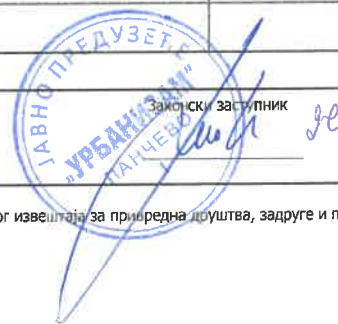 ЈАВНО ПРЕДУЗЕЋЕ
„УРБАНИЗАМ“
ПАНЧЕВО
Законски заступник
ог извештаја за привредна друштва, задруге и п